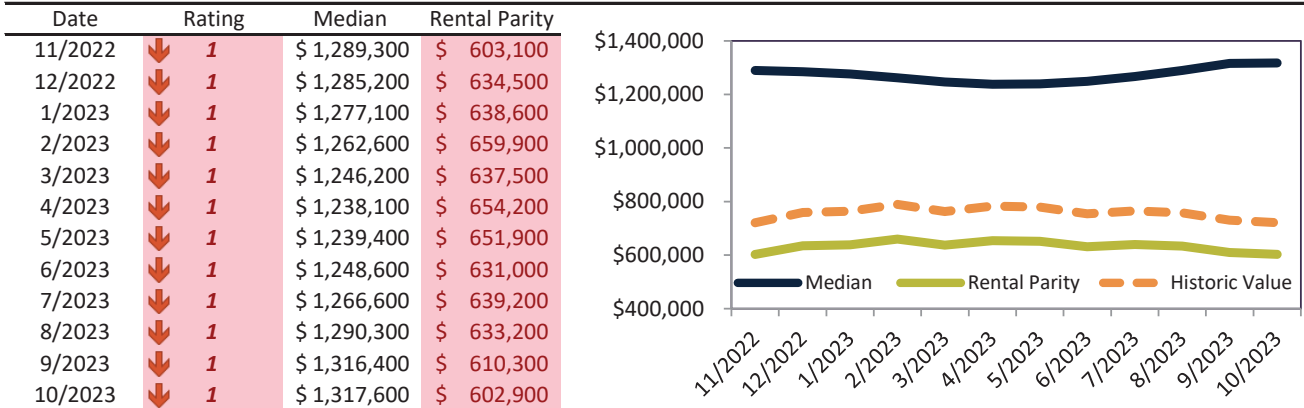 Date Rating Median Rental Parity
11/2022 1 $ 1,289,300 $ 603,100
12/2022 1 $ 1,285,200 $ 634,500
1/2023 1 $ 1,277,100 $ 638,600
2/2023 1 $ 1,262,600 $ 659,900
3/2023 1 $ 1,246,200 $ 637,500
4/2023 1 $ 1,238,100 $ 654,200
5/2023 1 $ 1,239,400 $ 651,900
6/2023 1 $ 1,248,600 $ 631,000
7/2023 1 $ 1,266,600 $ 639,200
8/2023 1 $ 1,290,300 $ 633,200
9/2023 1 $ 1,316,400 $ 610,300
10/2023 1 $ 1,317,600 $ 602,900
$1,400,000
$1,200,000
$1,000,000
$800,000
$600,000
$400,000
Median Rental Parity Historic Value
11/2022 12/2022 1/2023 2/2023 3/2023 4/2023 5/2023 6/2023 7/2023 8/2023 9/2023 10/2023